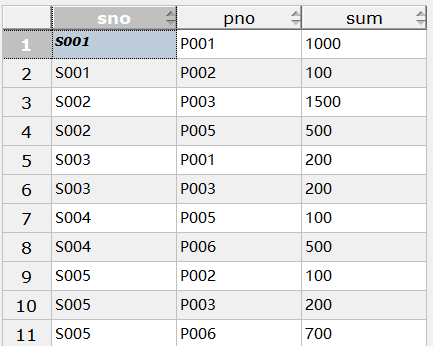 sno pno sum
1 S001 P001 1000
2 S001 P002 100
3 S002 P003 1500
4 S002 P005 500
5 S003 P001 200
6 S003 P003 200
7 S004 P005 100
8 S004 P006 500
9 S005 P002 100
10 S005 P003 200
11 S005 P006 700